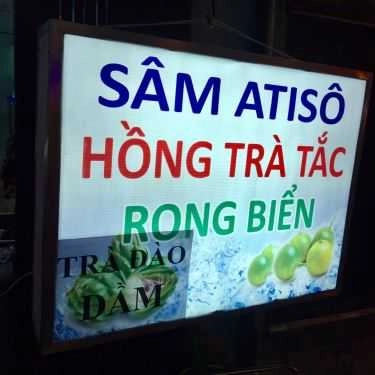 SÂM ATISÔ
HỒNG TRÀ TẮC
RONG BIỂN
TRÀ ĐÀO
DẦM